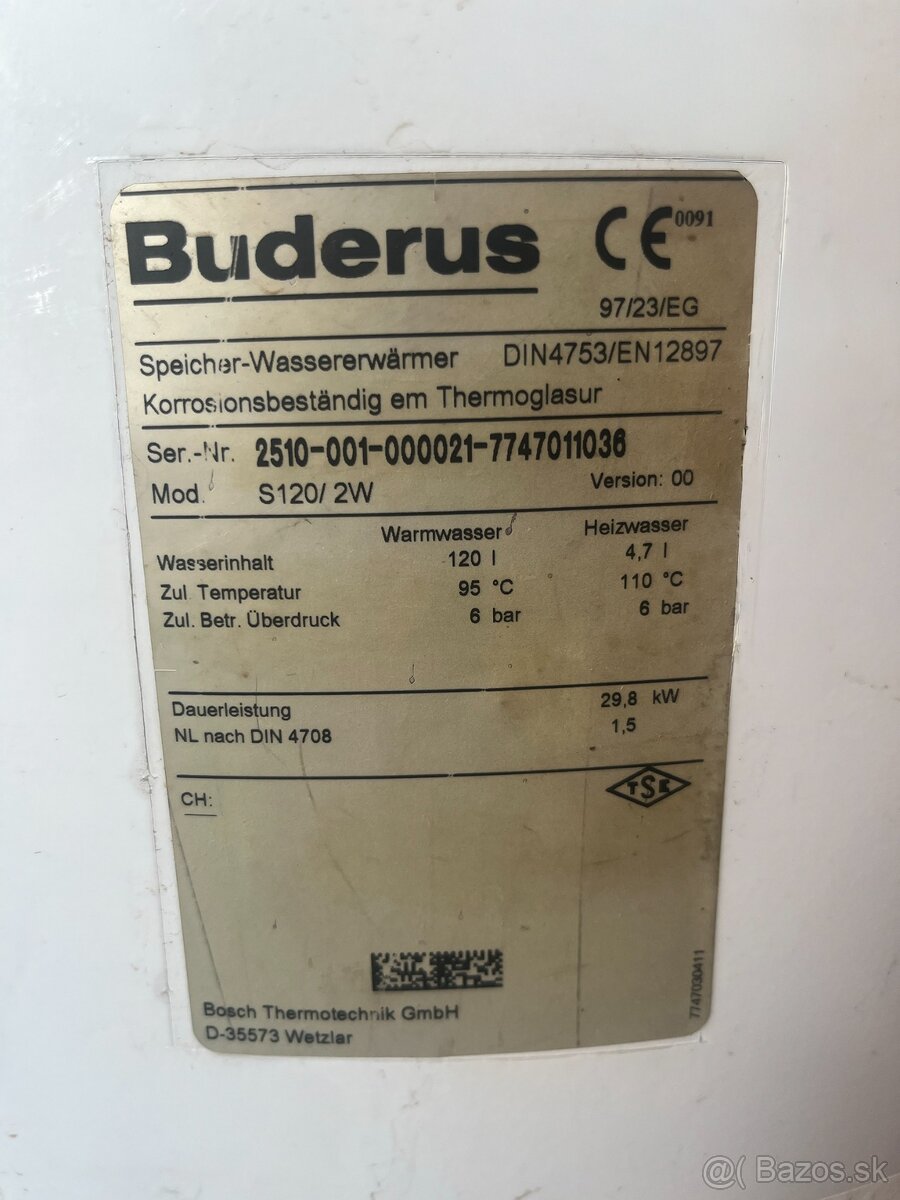 Buderus CE 0091
97/23/EG
Speicher-Wassererwärmer DIN4753/EN12897
Korrosionsbeständig em Thermoglasur
Ser.-Nr. 2510-001-000021-7747011036
Mod. S120/ 2W Version: 00
Warmwasser Heizwasser
Wasserinhalt 120 l 4,7 l
Zul. Temperatur 95 °C 110 °C
Zul. Betr. Überdruck 6 bar 6 bar
Dauerleistung 29,8 kW
NL nach DIN 4708 1,5
CH: TSE
Bosch Thermotechnik GmbH
D-35573 Wetzlar
7747030411
@( Bazos.sk